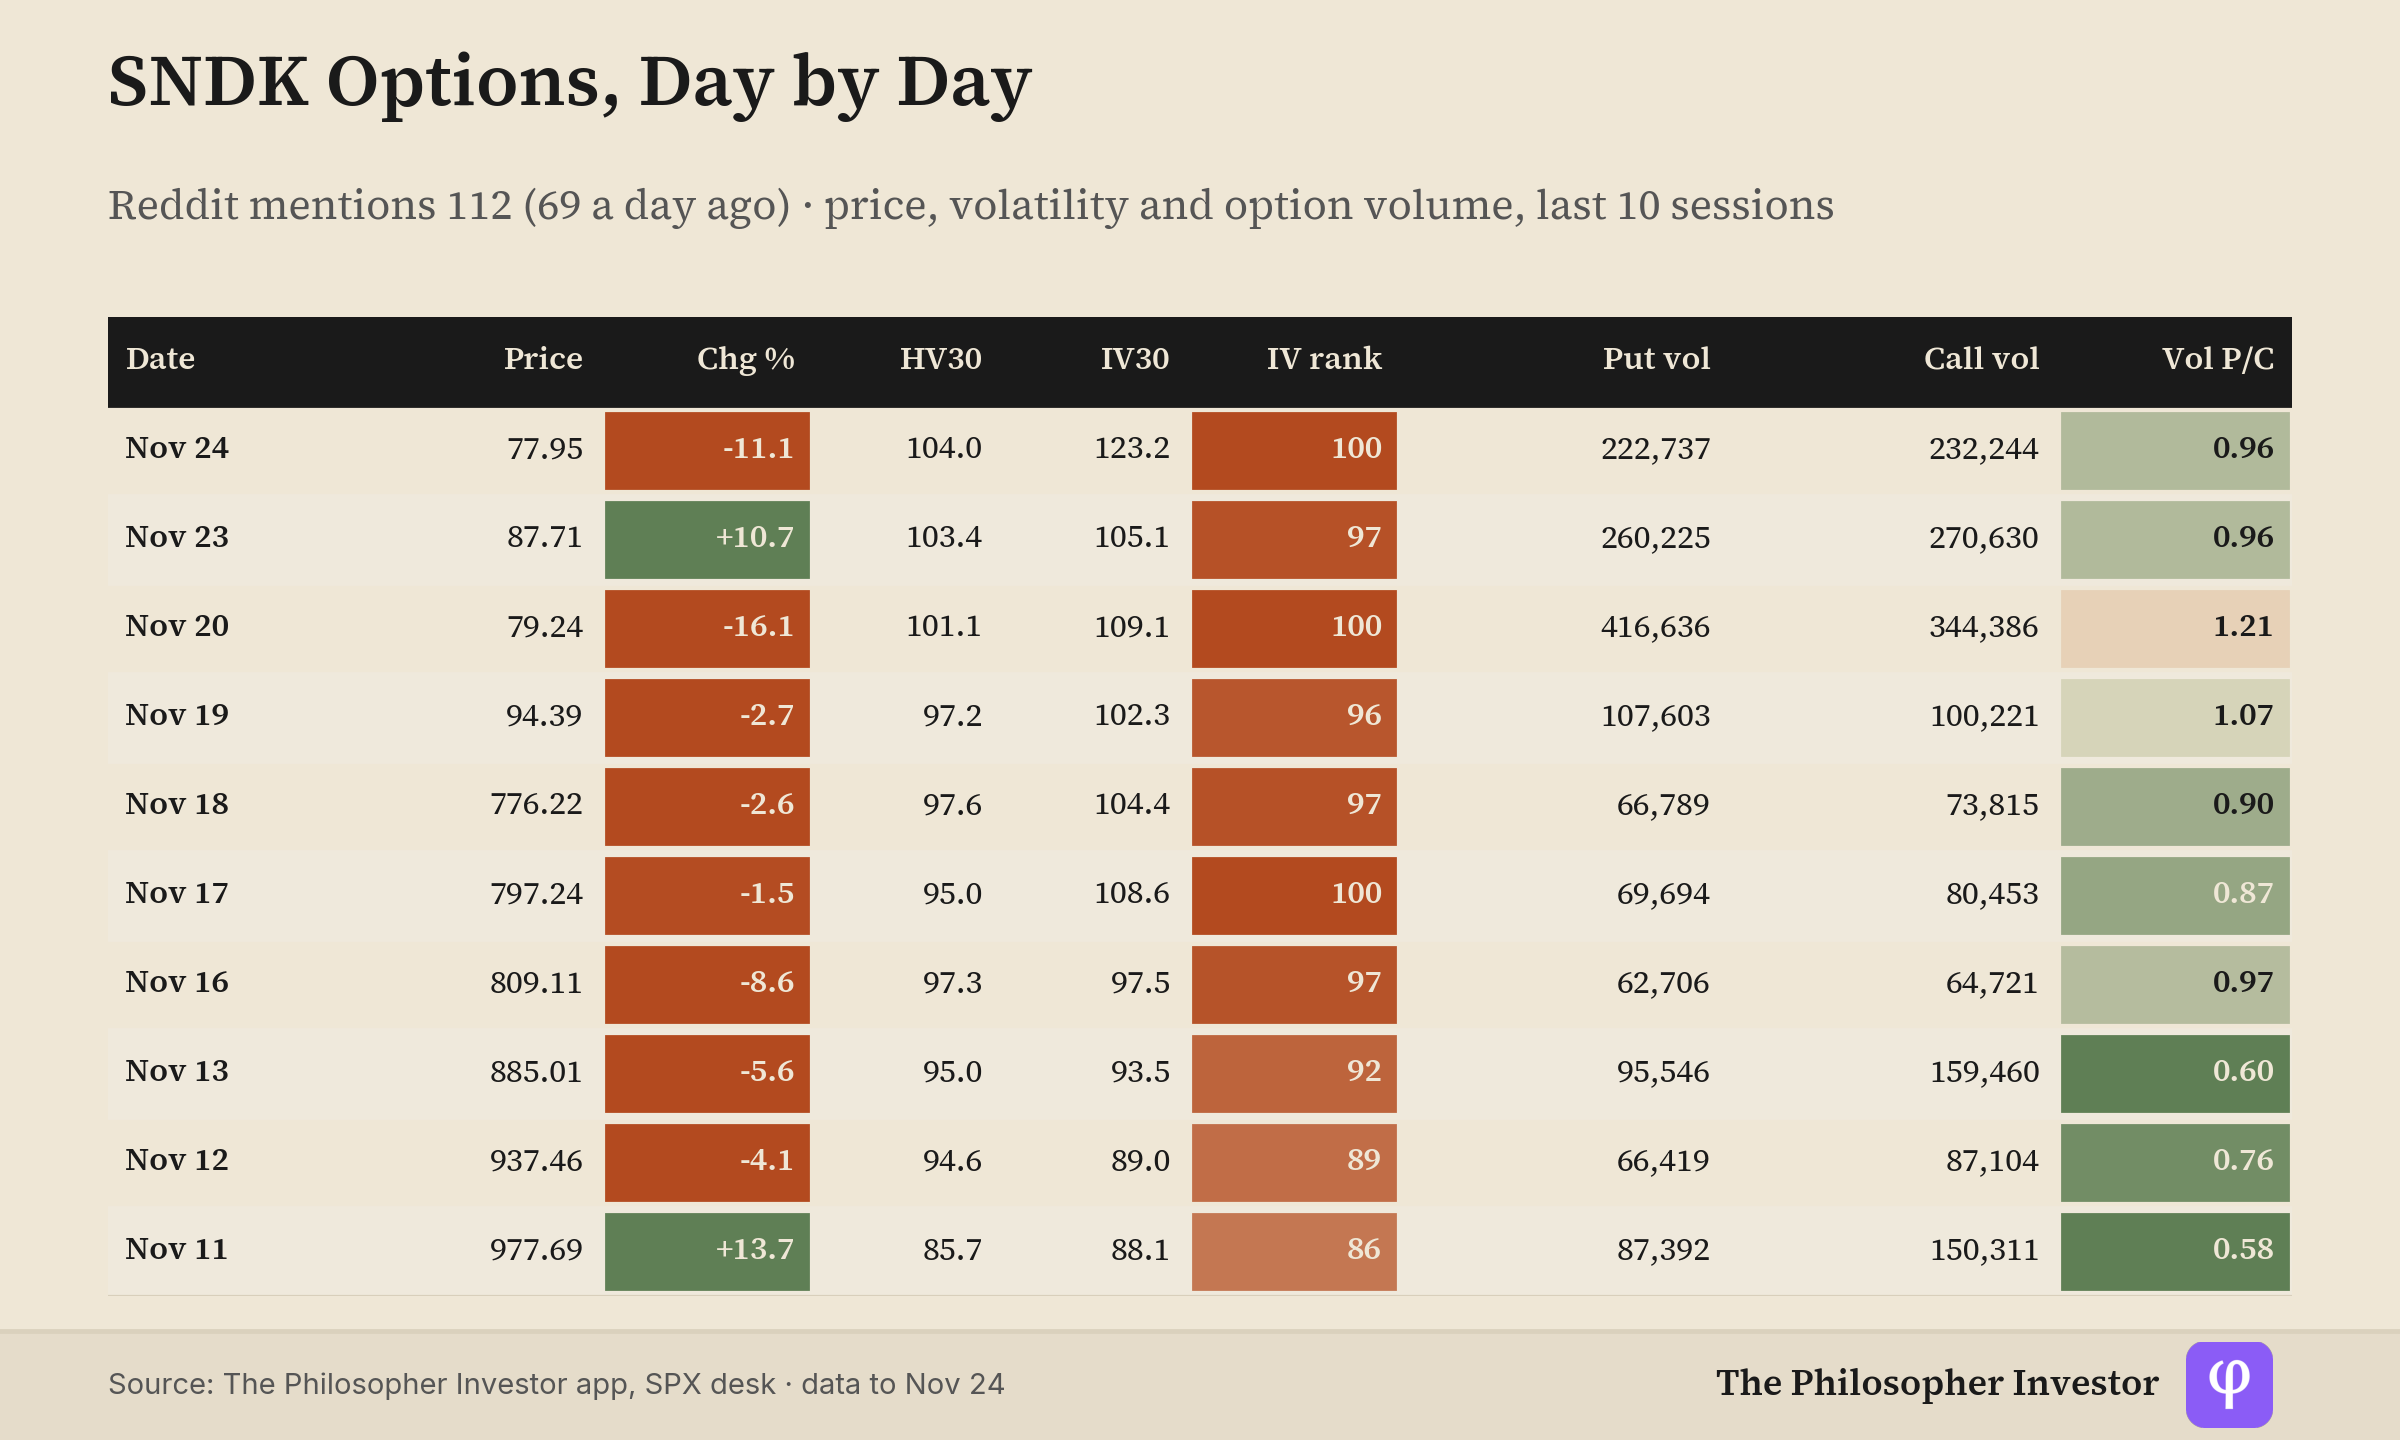 SNDK Options, Day by Day
Reddit mentions 112 (69 a day ago) · price, volatility and option volume, last 10 sessions
Date Price Chg % HV30 IV30 IV rank Put vol Call vol Vol P/C
Nov 24 77.95 -11.1 104.0 123.2 100 222,737 232,244 0.96
Nov 23 87.71 +10.7 103.4 105.1 97 260,225 270,630 0.96
Nov 20 79.24 -16.1 101.1 109.1 100 416,636 344,386 1.21
Nov 19 94.39 -2.7 97.2 102.3 96 107,603 100,221 1.07
Nov 18 776.22 -2.6 97.6 104.4 97 66,789 73,815 0.90
Nov 17 797.24 -1.5 95.0 108.6 100 69,694 80,453 0.87
Nov 16 809.11 -8.6 97.3 97.5 97 62,706 64,721 0.97
Nov 13 885.01 -5.6 95.0 93.5 92 95,546 159,460 0.60
Nov 12 937.46 -4.1 94.6 89.0 89 66,419 87,104 0.76
Nov 11 977.69 +13.7 85.7 88.1 86 87,392 150,311 0.58
Source: The Philosopher Investor app, SPX desk · data to Nov 24
The Philosopher Investor φ